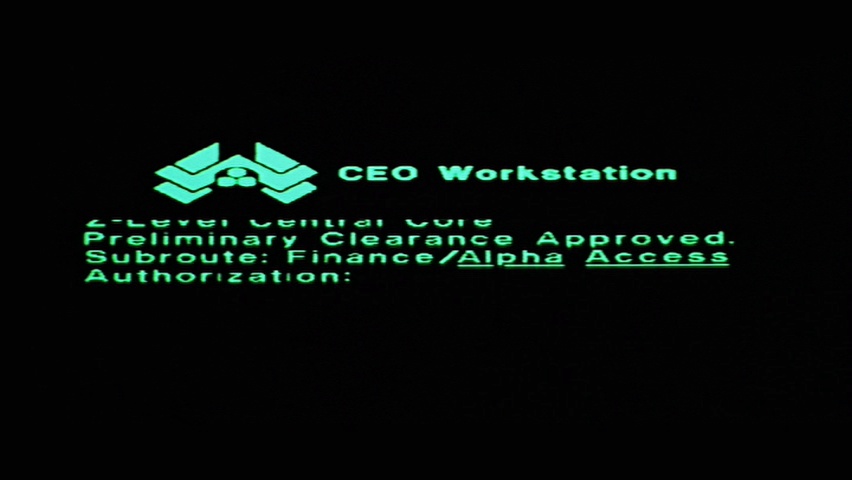 CEO Workstation
Z-Level Central Core
Preliminary Clearance Approved.
Subroute: Finance/Alpha Access
Authorization: